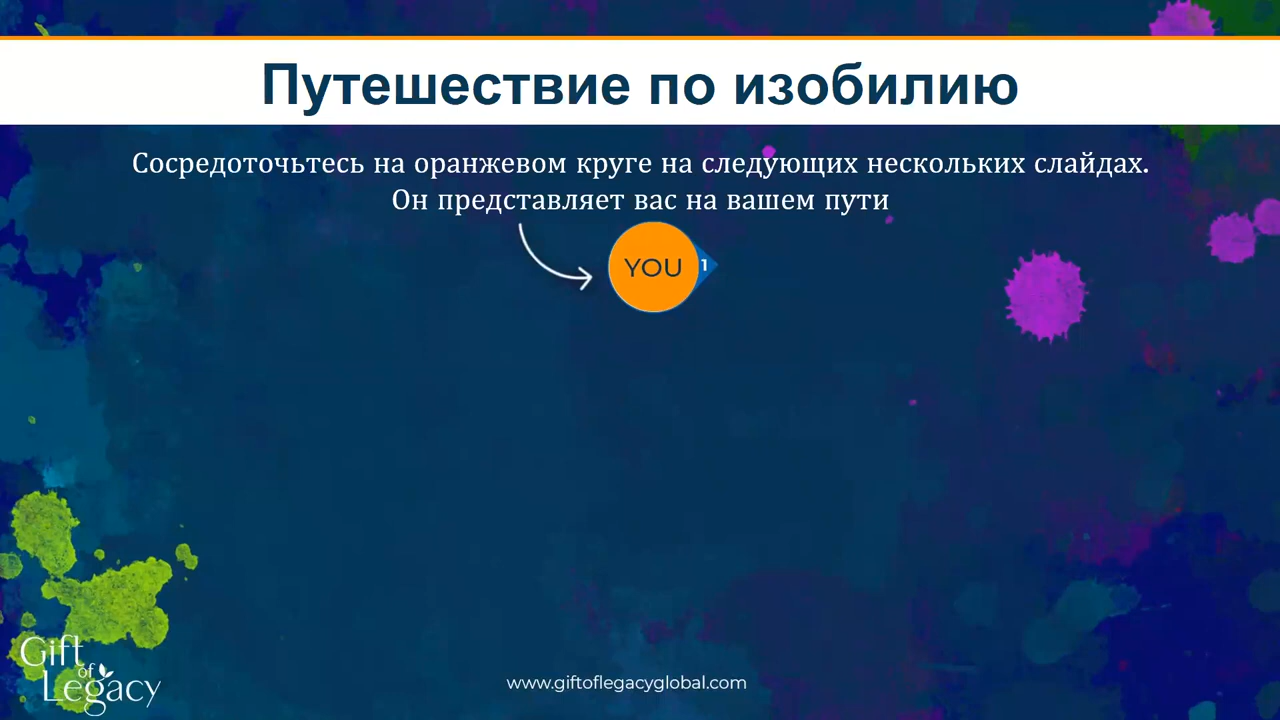 Путешествие по изобилию
Сосредоточьтесь на оранжевом круге на следующих нескольких слайдах.
Он представляет вас на вашем пути
YOU 1
Gift
of
Legacy
www.giftoflegacyglobal.com